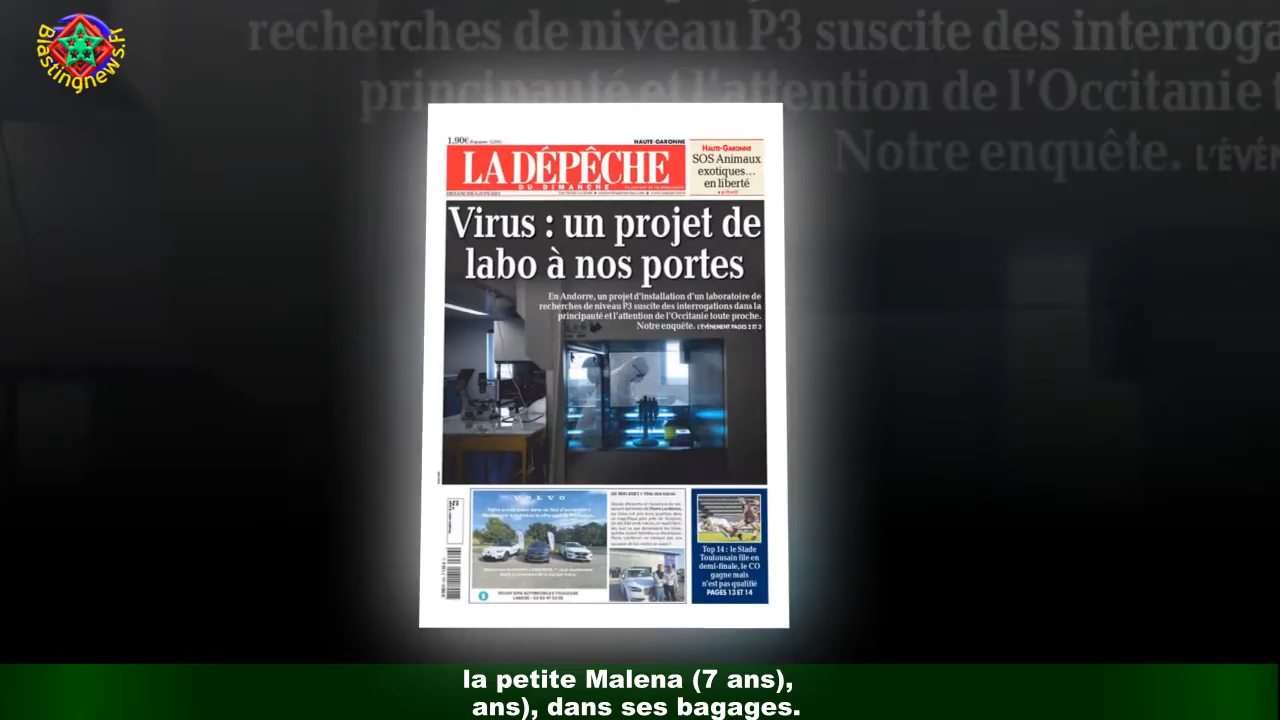 recherches de niveau P3 suscite des interroga
principauté et l'attention de l'Occitanie t
Notre enquête. L'ÉVÈN
Blastingnews.Fr
1,90€
HAUTE-GARONNE
LA DÉPÊCHE
DU DIMANCHE
HAUTE-GARONNE
SOS Animaux
exotiques...
en liberté
Virus : un projet de
labo à nos portes
En Andorre, un projet d'installation d'un laboratoire de
recherches de niveau P3 suscite des interrogations dans la
principauté et l'attention de l'Occitanie toute proche.
Notre enquête. L'ÉVÈNEMENT PAGES 2 ET 3
VOLVO
Top 14 : le Stade
Toulousain file en
demi-finale, le CO
gagne mais
n'est pas qualifié
PAGES 13 ET 14
la petite Malena (7 ans),
ans), dans ses bagages.